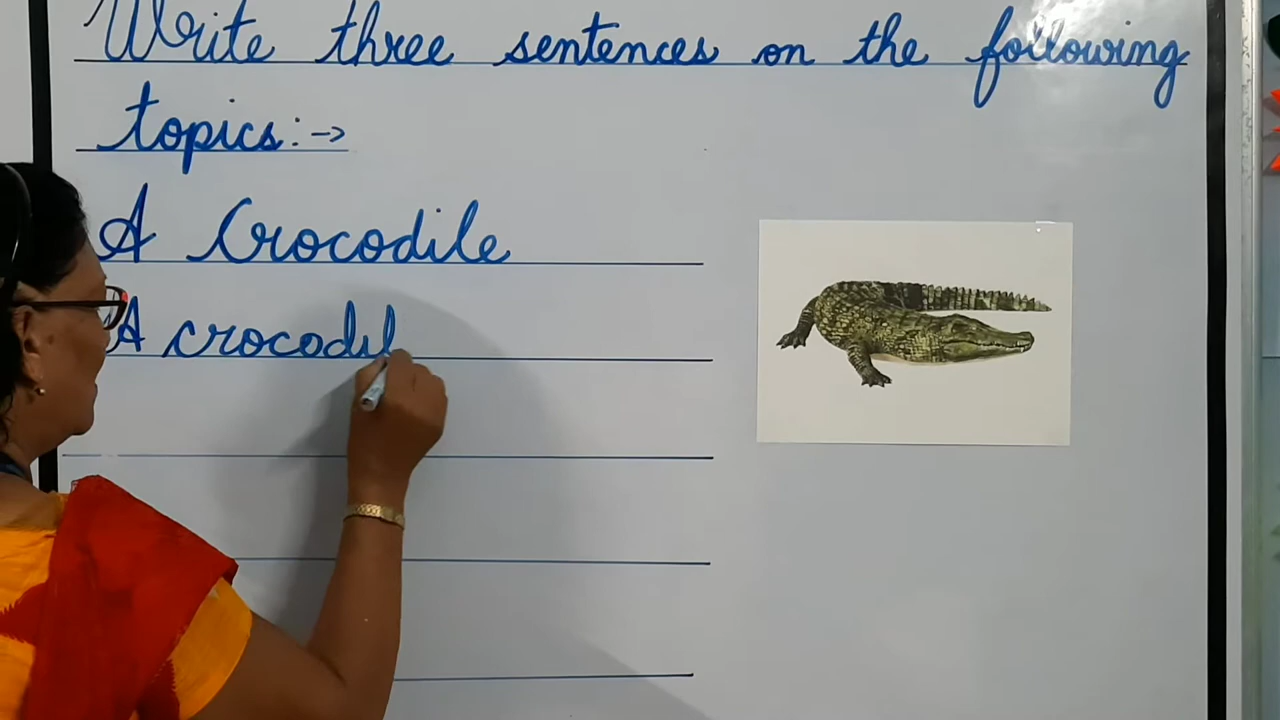 Write three sentences on the following
topics:->
A Crocodile
A crocodil